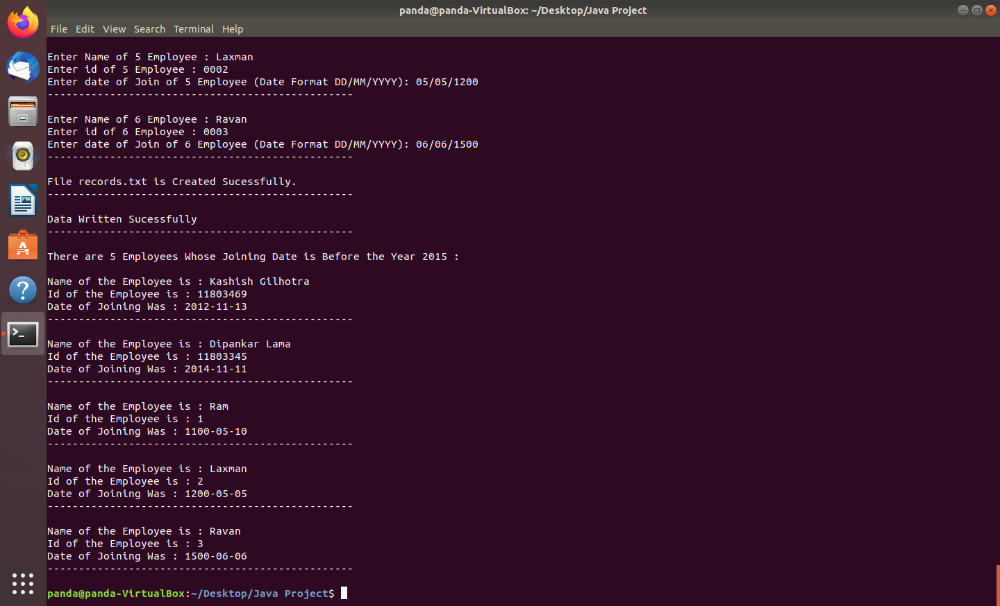 panda@panda-VirtualBox: ~/Desktop/Java Project
File Edit View Search Terminal Help
Enter Name of 5 Employee : Laxman
Enter id of 5 Employee : 0002
Enter date of Join of 5 Employee (Date Format DD/MM/YYYY): 05/05/1200
-------------------------------------------------
Enter Name of 6 Employee : Ravan
Enter id of 6 Employee : 0003
Enter date of Join of 6 Employee (Date Format DD/MM/YYYY): 06/06/1500
-------------------------------------------------
File records.txt is Created Sucessfully.
-------------------------------------------------
Data Written Sucessfully
-------------------------------------------------
There are 5 Employees Whose Joining Date is Before the Year 2015 :
Name of the Employee is : Kashish Gilhotra
Id of the Employee is : 11803469
Date of Joining Was : 2012-11-13
-------------------------------------------------
Name of the Employee is : Dipankar Lama
Id of the Employee is : 11803345
Date of Joining Was : 2014-11-11
-------------------------------------------------
Name of the Employee is : Ram
Id of the Employee is : 1
Date of Joining Was : 1100-05-10
-------------------------------------------------
Name of the Employee is : Laxman
Id of the Employee is : 2
Date of Joining Was : 1200-05-05
-------------------------------------------------
Name of the Employee is : Ravan
Id of the Employee is : 3
Date of Joining Was : 1500-06-06
-------------------------------------------------
panda@panda-VirtualBox:~/Desktop/Java Project$